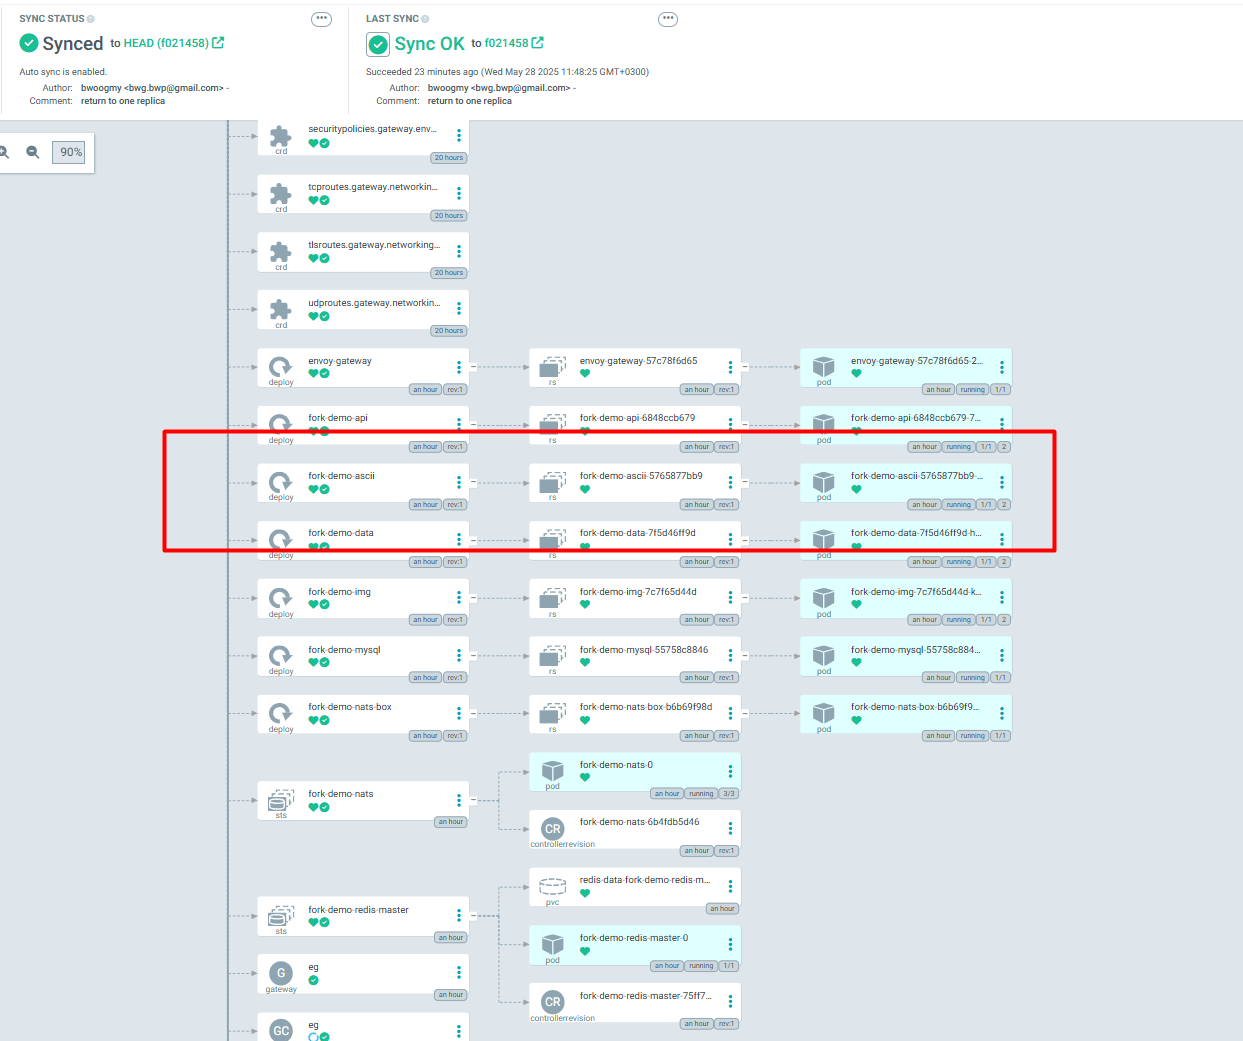 SYNC STATUS
Synced to HEAD (f021458)
Auto sync is enabled.
Author: bwoogmy <bwg.bwp@gmail.com> -
Comment: return to one replica
LAST SYNC
Sync OK to f021458
Succeeded 23 minutes ago (Wed May 28 2025 11:48:25 GMT+0300)
Author: bwoogmy <bwg.bwp@gmail.com> -
Comment: return to one replica
90%
securitypolicies.gateway.env...
crd
20 hours
tcproutes.gateway.networkin...
crd
20 hours
tlsroutes.gateway.networking...
crd
20 hours
udproutes.gateway.networkin...
crd
20 hours
envoy-gateway
deploy
an hour rev:1
envoy-gateway-57c78f6d65
rs
an hour rev:1
envoy-gateway-57c78f6d65-2...
pod
an hour running 1/1
fork-demo-api
deploy
an hour rev:1
fork-demo-api-6848ccb679
rs
an hour rev:1
fork-demo-api-6848ccb679-7...
pod
an hour running 1/1 2
fork-demo-ascii
deploy
an hour rev:1
fork-demo-ascii-5765877bb9
rs
an hour rev:1
fork-demo-ascii-5765877bb9-...
pod
an hour running 1/1 2
fork-demo-data
deploy
an hour rev:1
fork-demo-data-7f5d46ff9d
rs
an hour rev:1
fork-demo-data-7f5d46ff9d-h...
pod
an hour running 1/1 2
fork-demo-img
deploy
an hour rev:1
fork-demo-img-7c7f65d44d
rs
an hour rev:1
fork-demo-img-7c7f65d44d-k...
pod
an hour running 1/1 2
fork-demo-mysql
deploy
an hour rev:1
fork-demo-mysql-55758c8846
rs
an hour rev:1
fork-demo-mysql-55758c884...
pod
an hour running 1/1
fork-demo-nats-box
deploy
an hour rev:1
fork-demo-nats-box-b6b69f98d
rs
an hour rev:1
fork-demo-nats-box-b6b69f9...
pod
an hour running 1/1
fork-demo-nats
sts
an hour
fork-demo-nats-0
pod
an hour running 3/3
CR
fork-demo-nats-6b4fdb5d46
controllerrevision
an hour rev:1
fork-demo-redis-master
sts
an hour
redis-data-fork-demo-redis-m...
pvc
an hour
fork-demo-redis-master-0
pod
an hour running 1/1
CR
fork-demo-redis-master-75ff7...
controllerrevision
an hour rev:1
G
eg
gateway
an hour
GC
eg